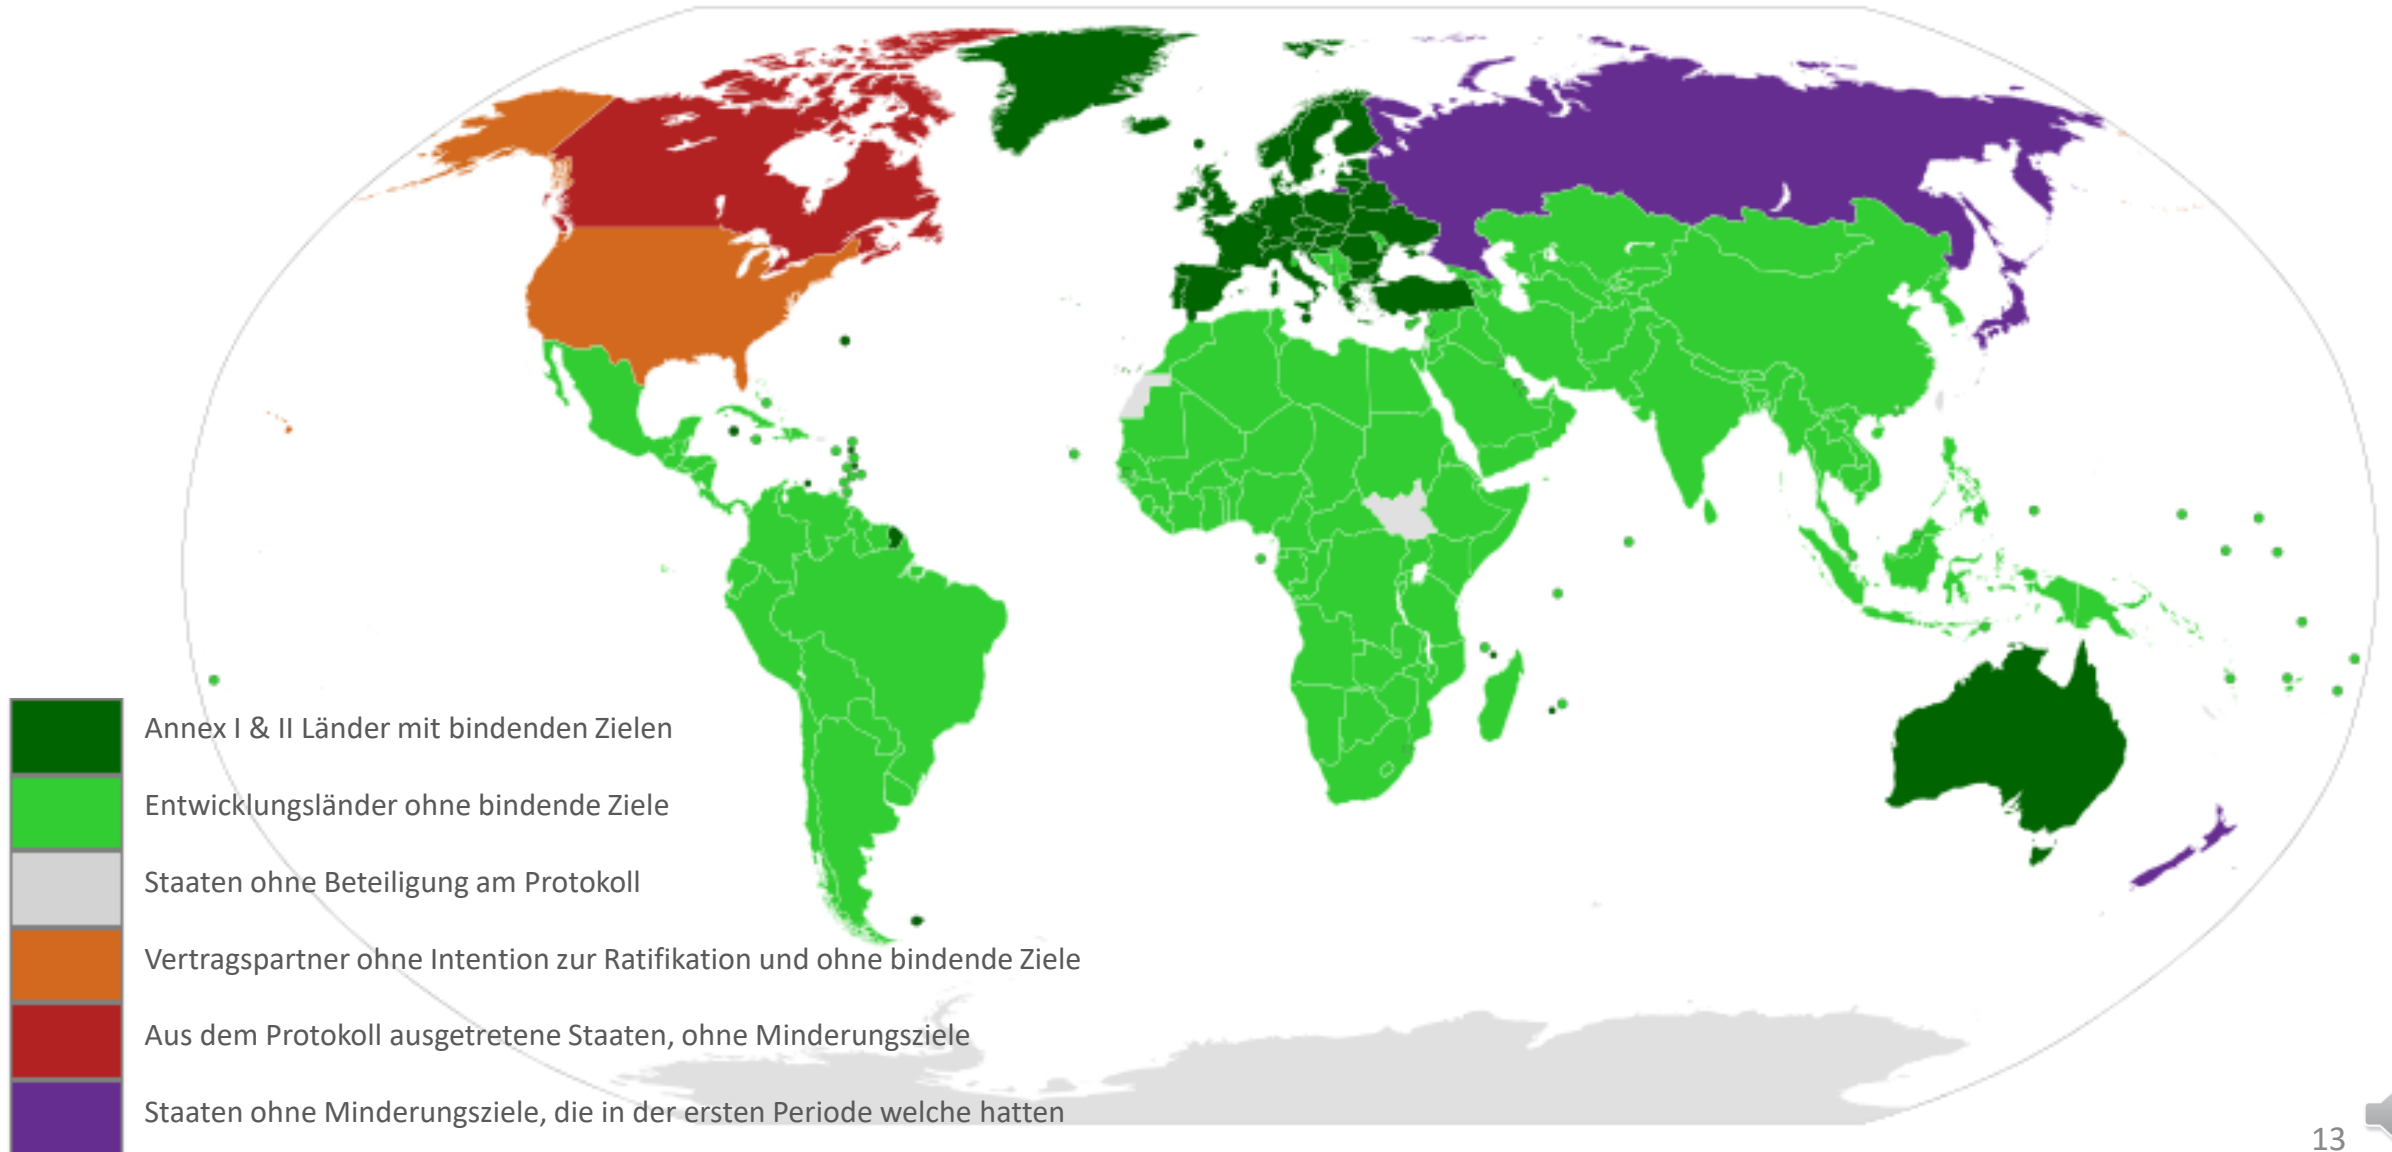 Annex I & II Länder mit bindenden Zielen
Entwicklungsländer ohne bindende Ziele
Staaten ohne Beteiligung am Protokoll
Vertragspartner ohne Intention zur Ratifikation und ohne bindende Ziele
Aus dem Protokoll ausgetretene Staaten, ohne Minderungsziele
Staaten ohne Minderungsziele, die in der ersten Periode welche hatten
13